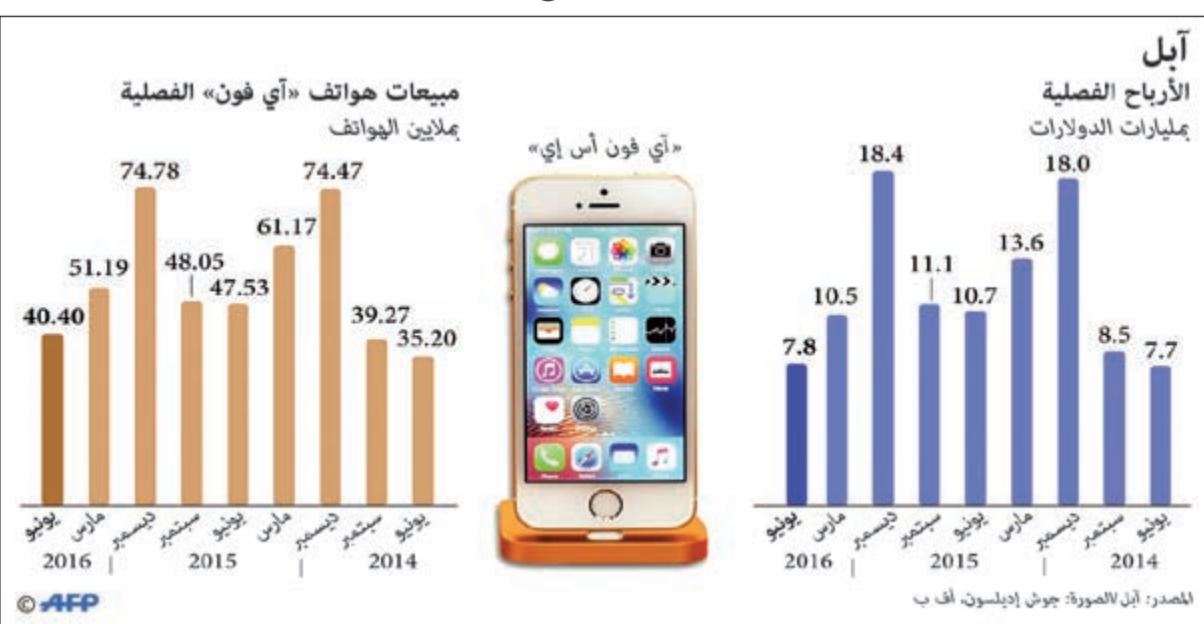 آبل
الأرباح الفصلية
بمليارات الدولارات
18.0
18.4
13.6
11.1
10.7
10.5
8.5
7.7
7.8
يونيو سبتمبر ديسمبر مارس يونيو سبتمبر ديسمبر مارس يونيو
2014 2015 2016
«آي فون أس إي»
مبيعات هواتف «آي فون» الفصلية
بملايين الهواتف
74.47
74.78
61.17
48.05
51.19
47.53
39.27
35.20
40.40
يونيو سبتمبر ديسمبر مارس يونيو سبتمبر ديسمبر مارس يونيو
2014 2015 2016
المصدر: آبل/الصورة: جوش إديلسون، أف ب
© AFP